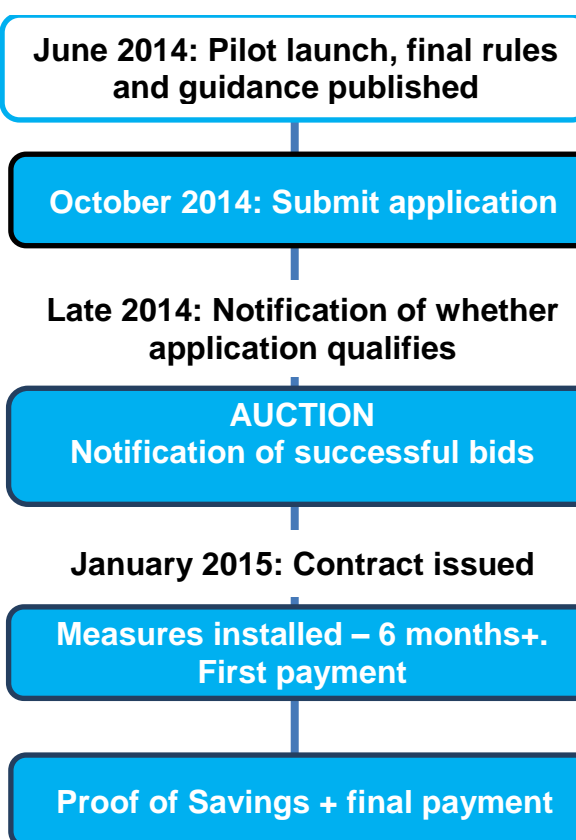 June 2014: Pilot launch, final rules
and guidance published
October 2014: Submit application
Late 2014: Notification of whether
application qualifies
AUCTION
Notification of successful bids
January 2015: Contract issued
Measures installed – 6 months+.
First payment
Proof of Savings + final payment